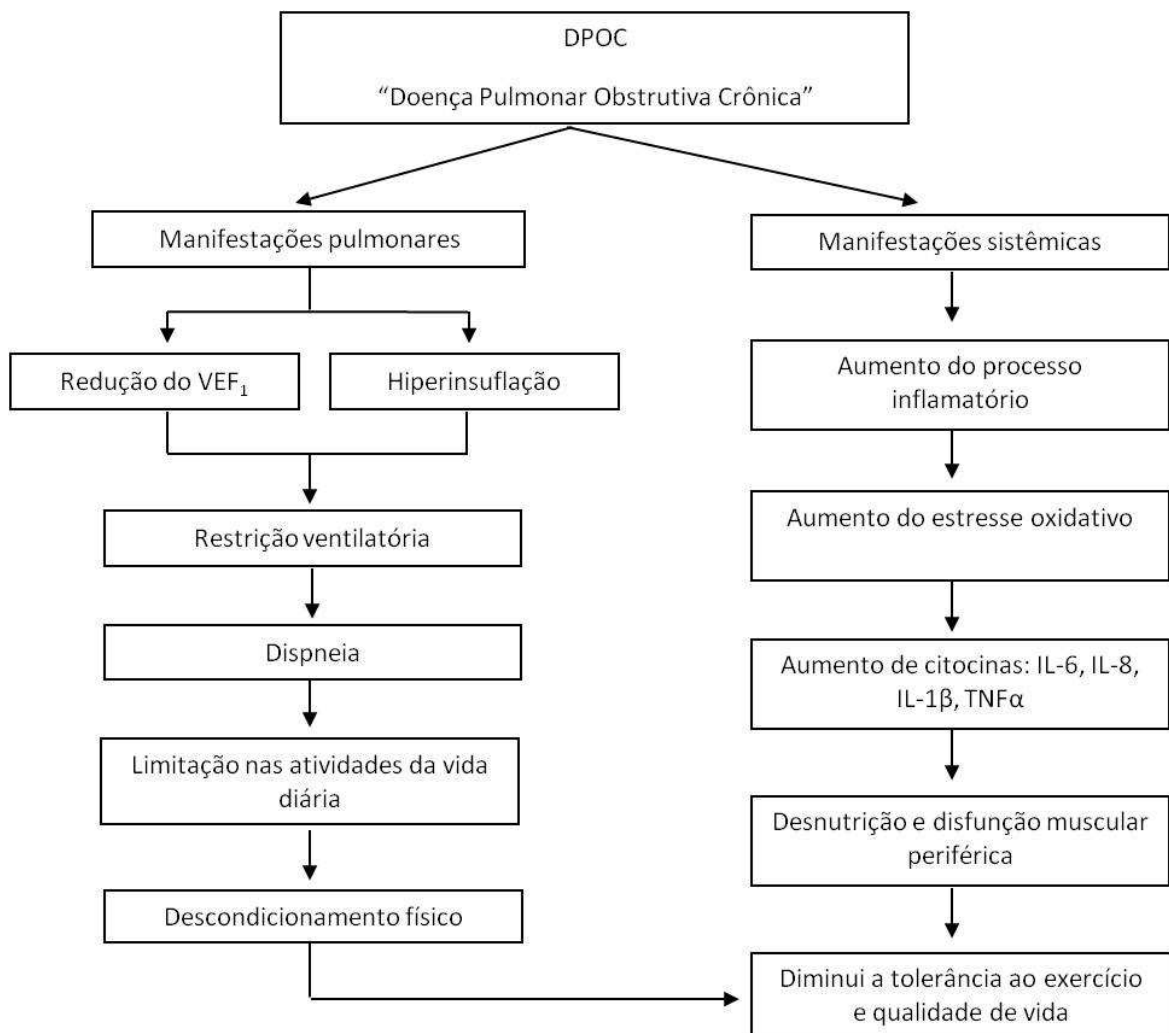 DPOC
“Doença Pulmonar Obstrutiva Crônica”
Manifestações pulmonares
Manifestações sistêmicas
Redução do VEF₁
Hiperinsuflação
Aumento do processo
inflamatório
Restrição ventilatória
Aumento do estresse oxidativo
Dispneia
Aumento de citocinas: IL-6, IL-8,
IL-1β, TNFα
Limitação nas atividades da vida
diária
Desnutrição e disfunção muscular
periférica
Descondicionamento físico
Diminui a tolerância ao exercício
e qualidade de vida